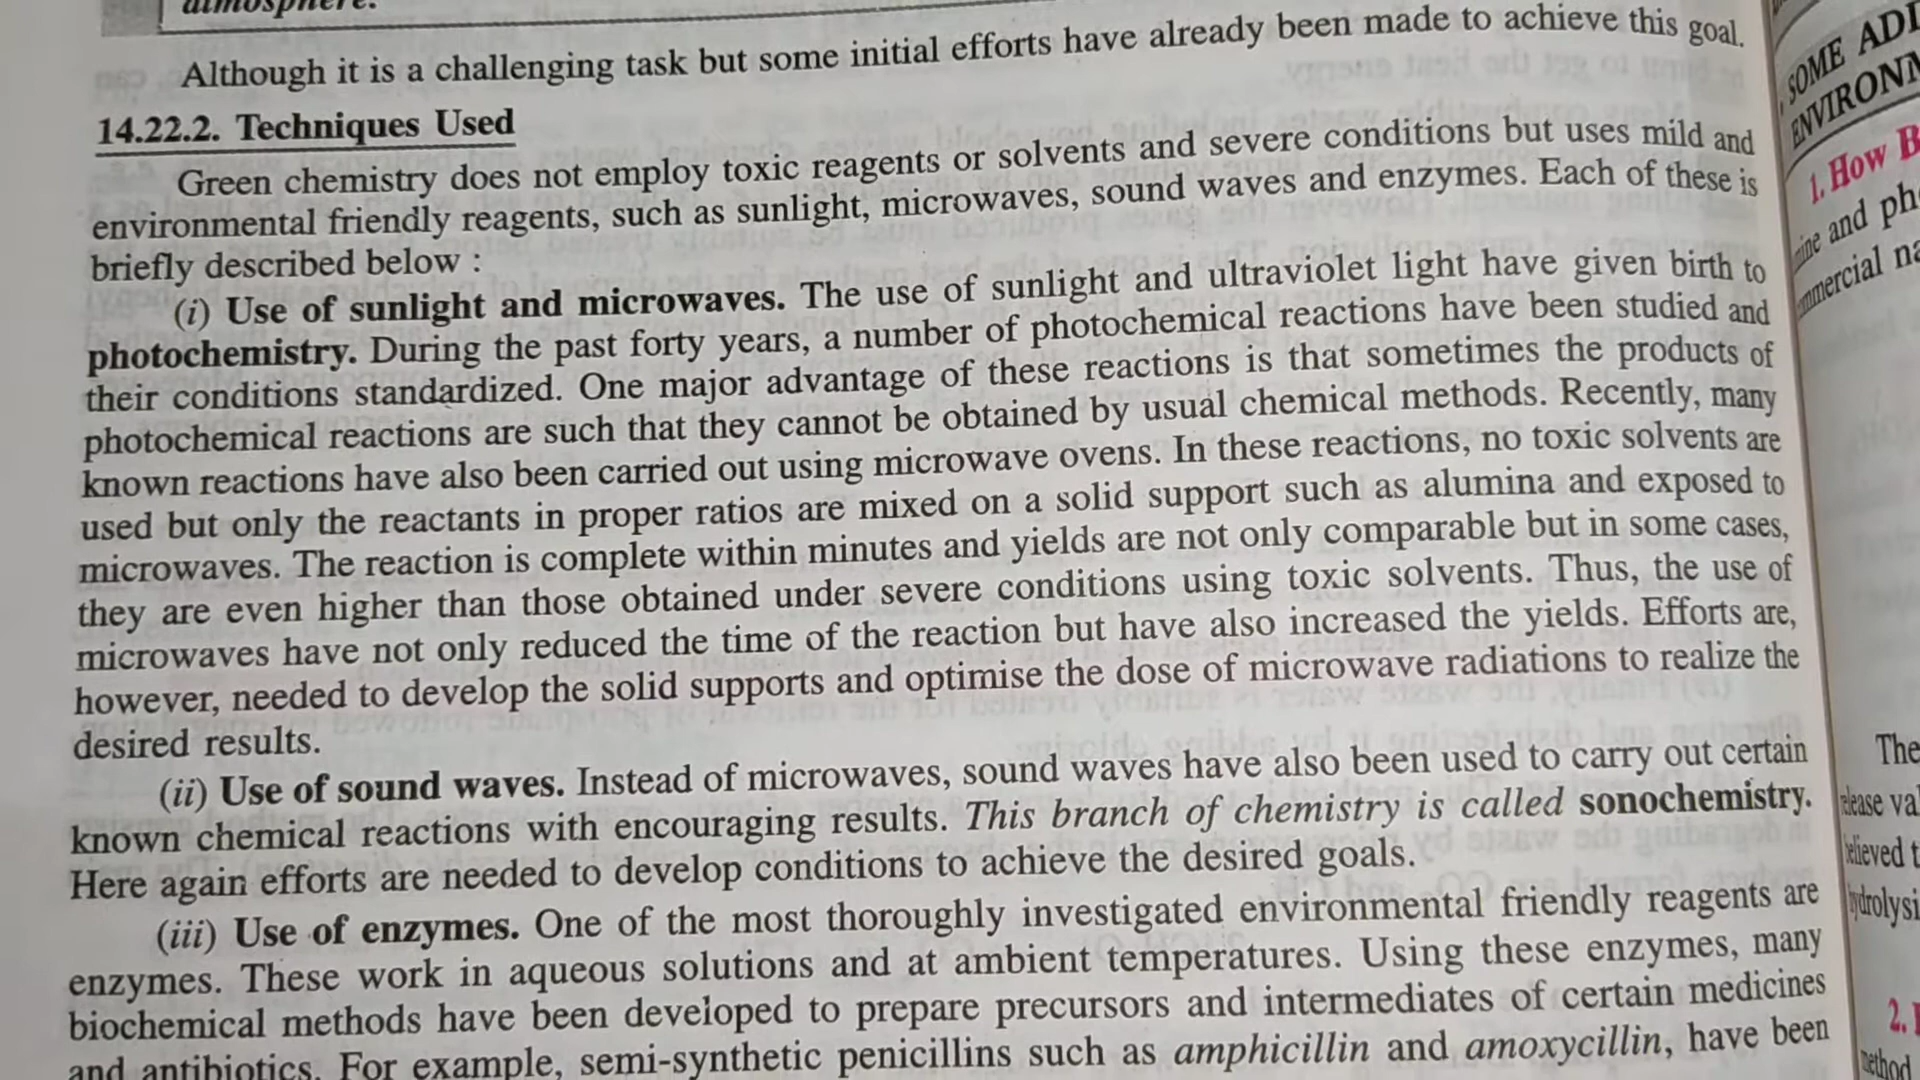 atmosphere.
Although it is a challenging task but some initial efforts have already been made to achieve this goal.
14.22.2. Techniques Used
Green chemistry does not employ toxic reagents or solvents and severe conditions but uses mild and
environmental friendly reagents, such as sunlight, microwaves, sound waves and enzymes. Each of these is
briefly described below :
(i) Use of sunlight and microwaves. The use of sunlight and ultraviolet light have given birth to
photochemistry. During the past forty years, a number of photochemical reactions have been studied and
their conditions standardized. One major advantage of these reactions is that sometimes the products of
photochemical reactions are such that they cannot be obtained by usual chemical methods. Recently, many
known reactions have also been carried out using microwave ovens. In these reactions, no toxic solvents are
used but only the reactants in proper ratios are mixed on a solid support such as alumina and exposed to
microwaves. The reaction is complete within minutes and yields are not only comparable but in some cases,
they are even higher than those obtained under severe conditions using toxic solvents. Thus, the use of
microwaves have not only reduced the time of the reaction but have also increased the yields. Efforts are,
however, needed to develop the solid supports and optimise the dose of microwave radiations to realize the
desired results.
(ii) Use of sound waves. Instead of microwaves, sound waves have also been used to carry out certain
known chemical reactions with encouraging results. This branch of chemistry is called sonochemistry.
Here again efforts are needed to develop conditions to achieve the desired goals.
(iii) Use of enzymes. One of the most thoroughly investigated environmental friendly reagents are
enzymes. These work in aqueous solutions and at ambient temperatures. Using these enzymes, many
biochemical methods have been developed to prepare precursors and intermediates of certain medicines
and antibiotics. For example, semi-synthetic penicillins such as amphicillin and amoxycillin, have been
SOME
1. How
and
The
2.